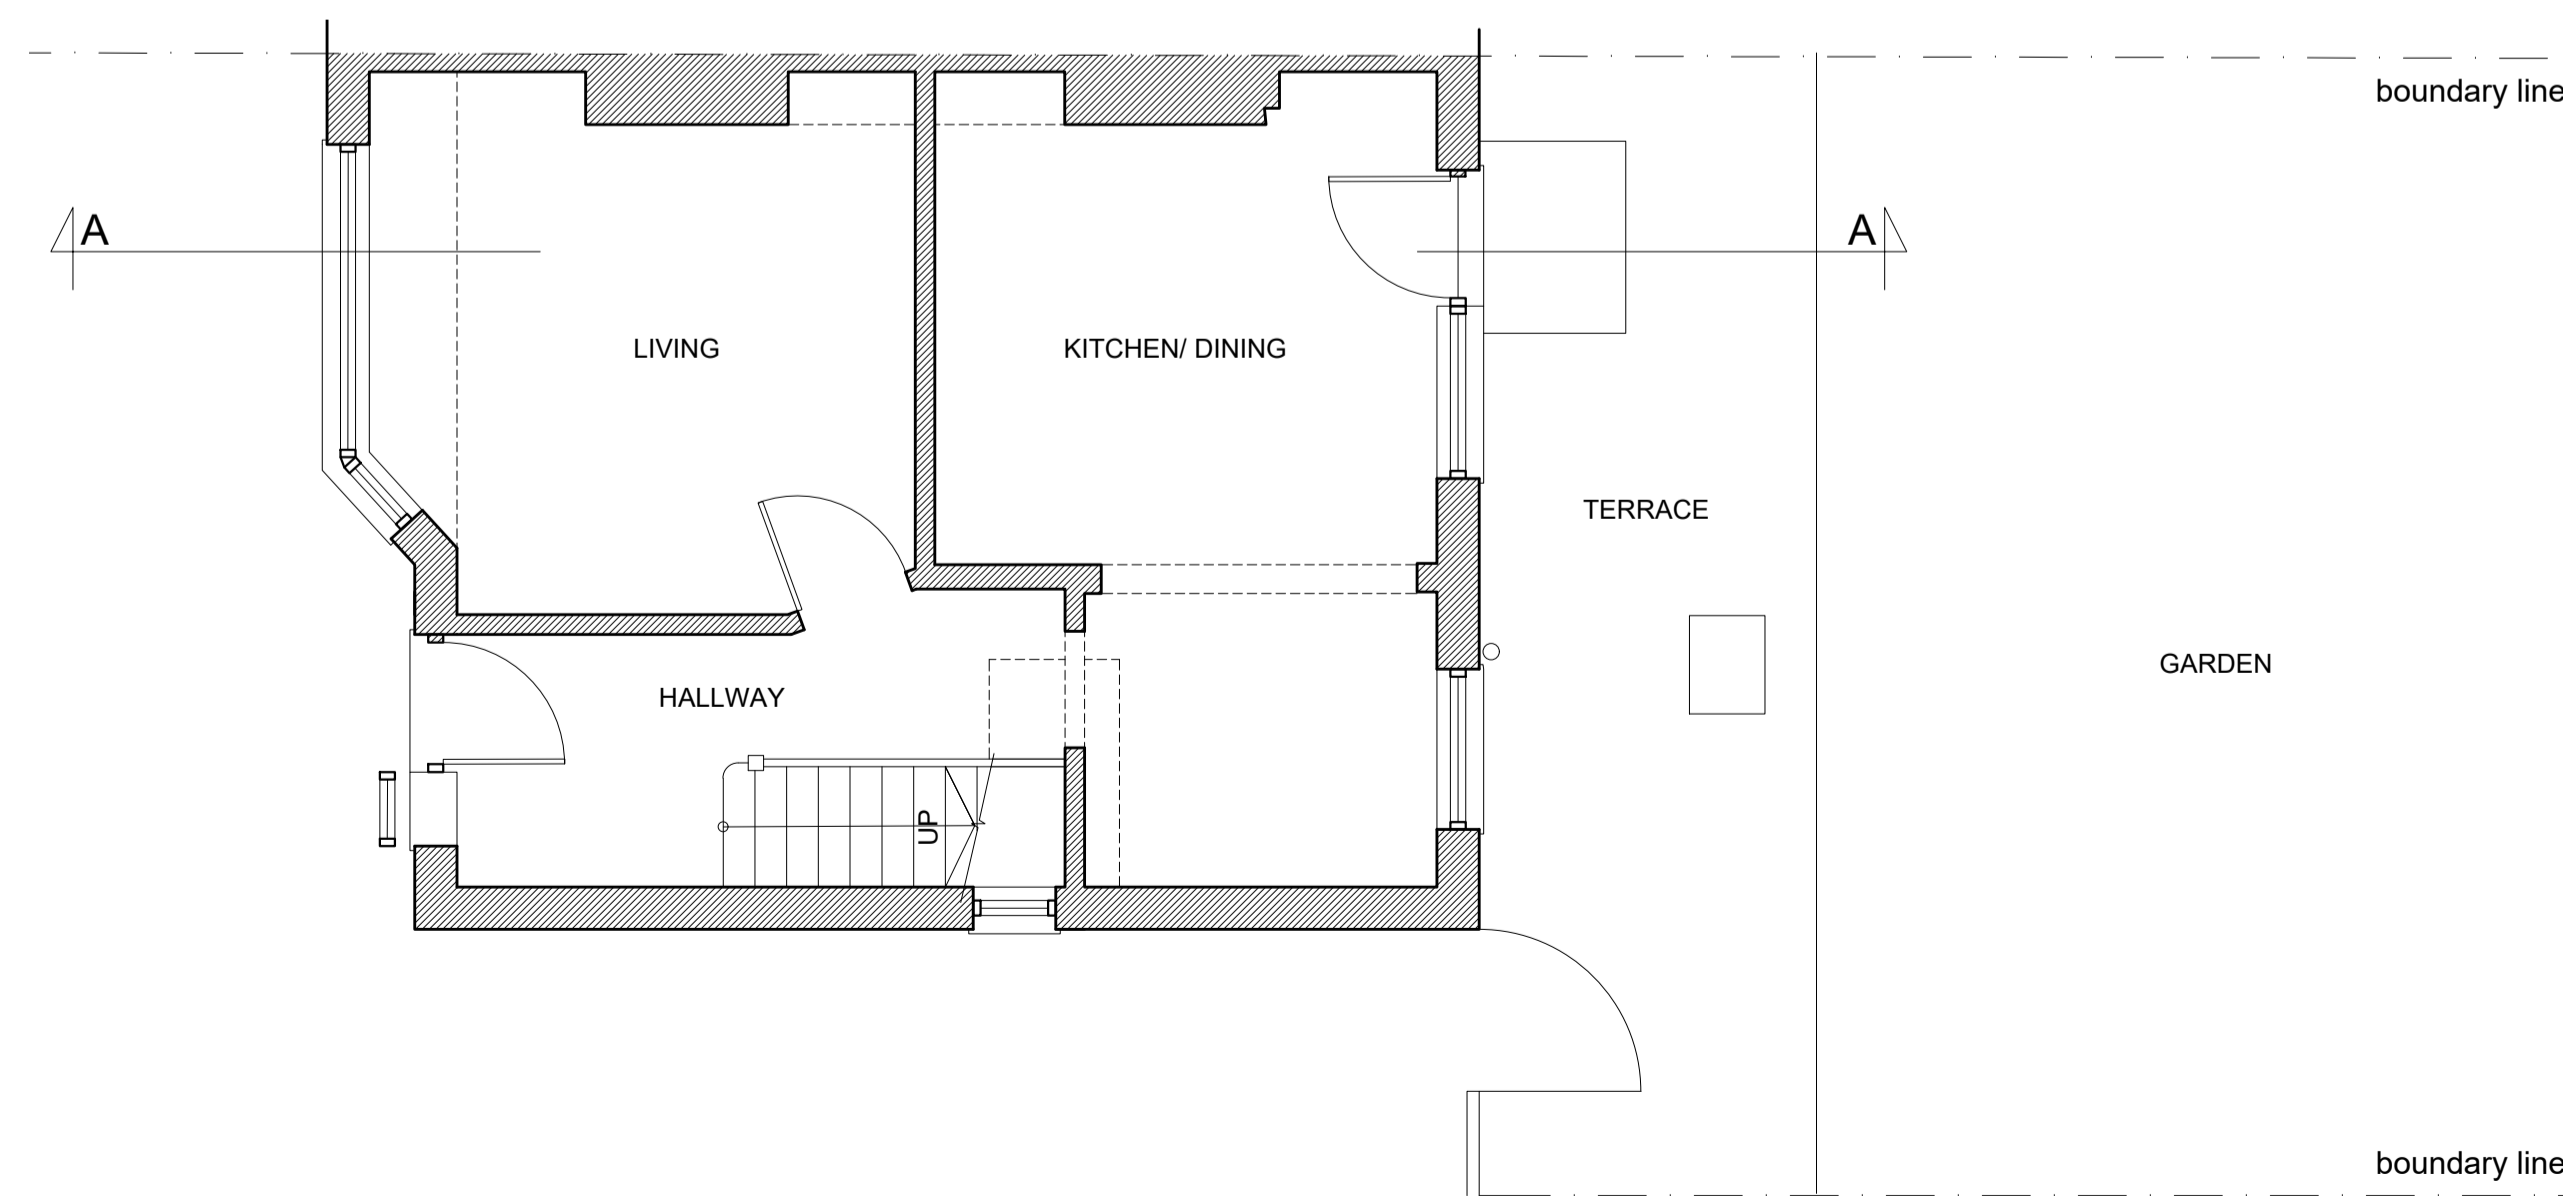 boundary line
A
A
LIVING
KITCHEN/ DINING
TERRACE
GARDEN
HALLWAY
UP
boundary line